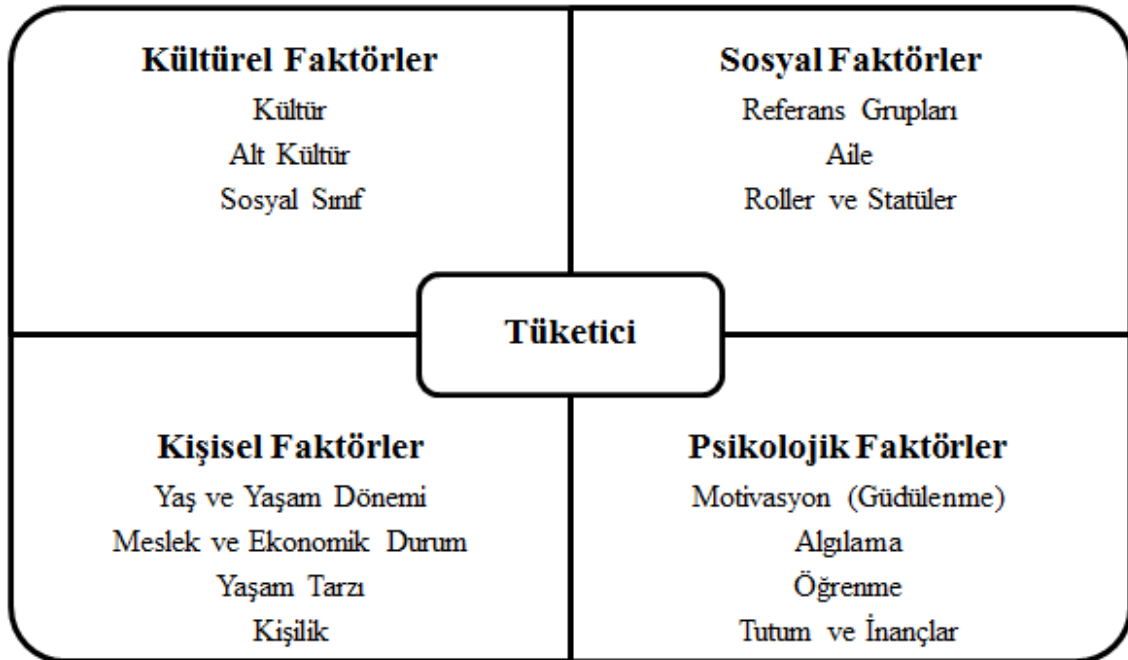 Kültürel Faktörler
Kültür
Alt Kültür
Sosyal Sınıf
Sosyal Faktörler
Referans Grupları
Aile
Roller ve Statüler
Tüketici
Kişisel Faktörler
Yaş ve Yaşam Dönemi
Meslek ve Ekonomik Durum
Yaşam Tarzı
Kişilik
Psikolojik Faktörler
Motivasyon (Güdülenme)
Algılama
Öğrenme
Tutum ve İnançlar